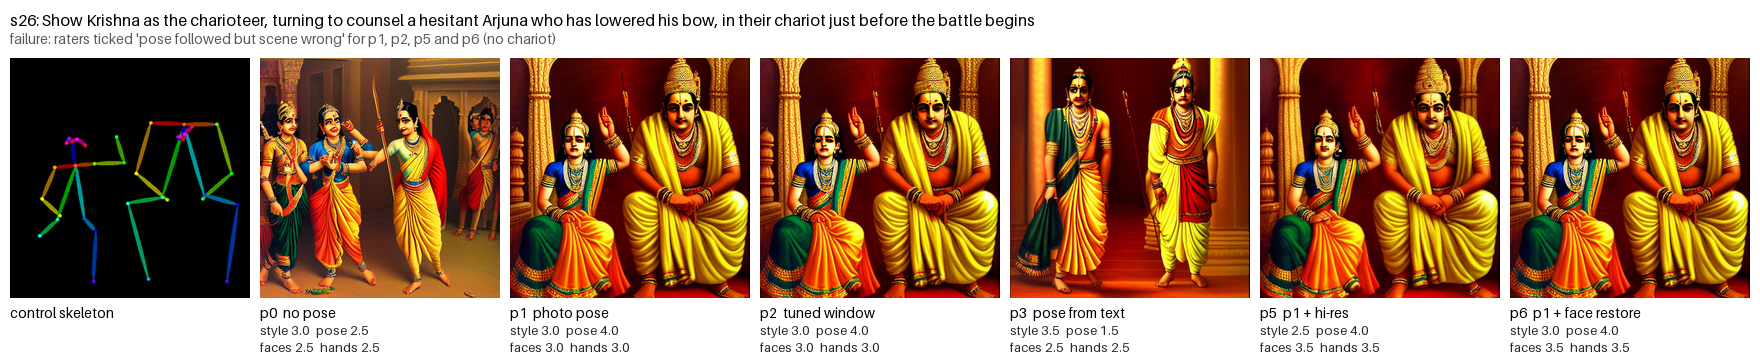 s26: Show Krishna as the charioteer, turning to counsel a hesitant Arjuna who has lowered his bow, in their chariot just before the battle begins
failure: raters ticked 'pose followed but scene wrong' for p1, p2, p5 and p6 (no chariot)
control skeleton
p0 no pose
style 3.0 pose 2.5
faces 2.5 hands 2.5
p1 photo pose
style 3.0 pose 4.0
faces 3.0 hands 3.0
p2 tuned window
style 3.0 pose 4.0
faces 3.0 hands 3.0
p3 pose from text
style 3.5 pose 1.5
faces 2.5 hands 2.5
p5 p1 + hi-res
style 2.5 pose 4.0
faces 3.5 hands 3.5
p6 p1 + face restore
style 3.0 pose 4.0
faces 3.5 hands 3.5